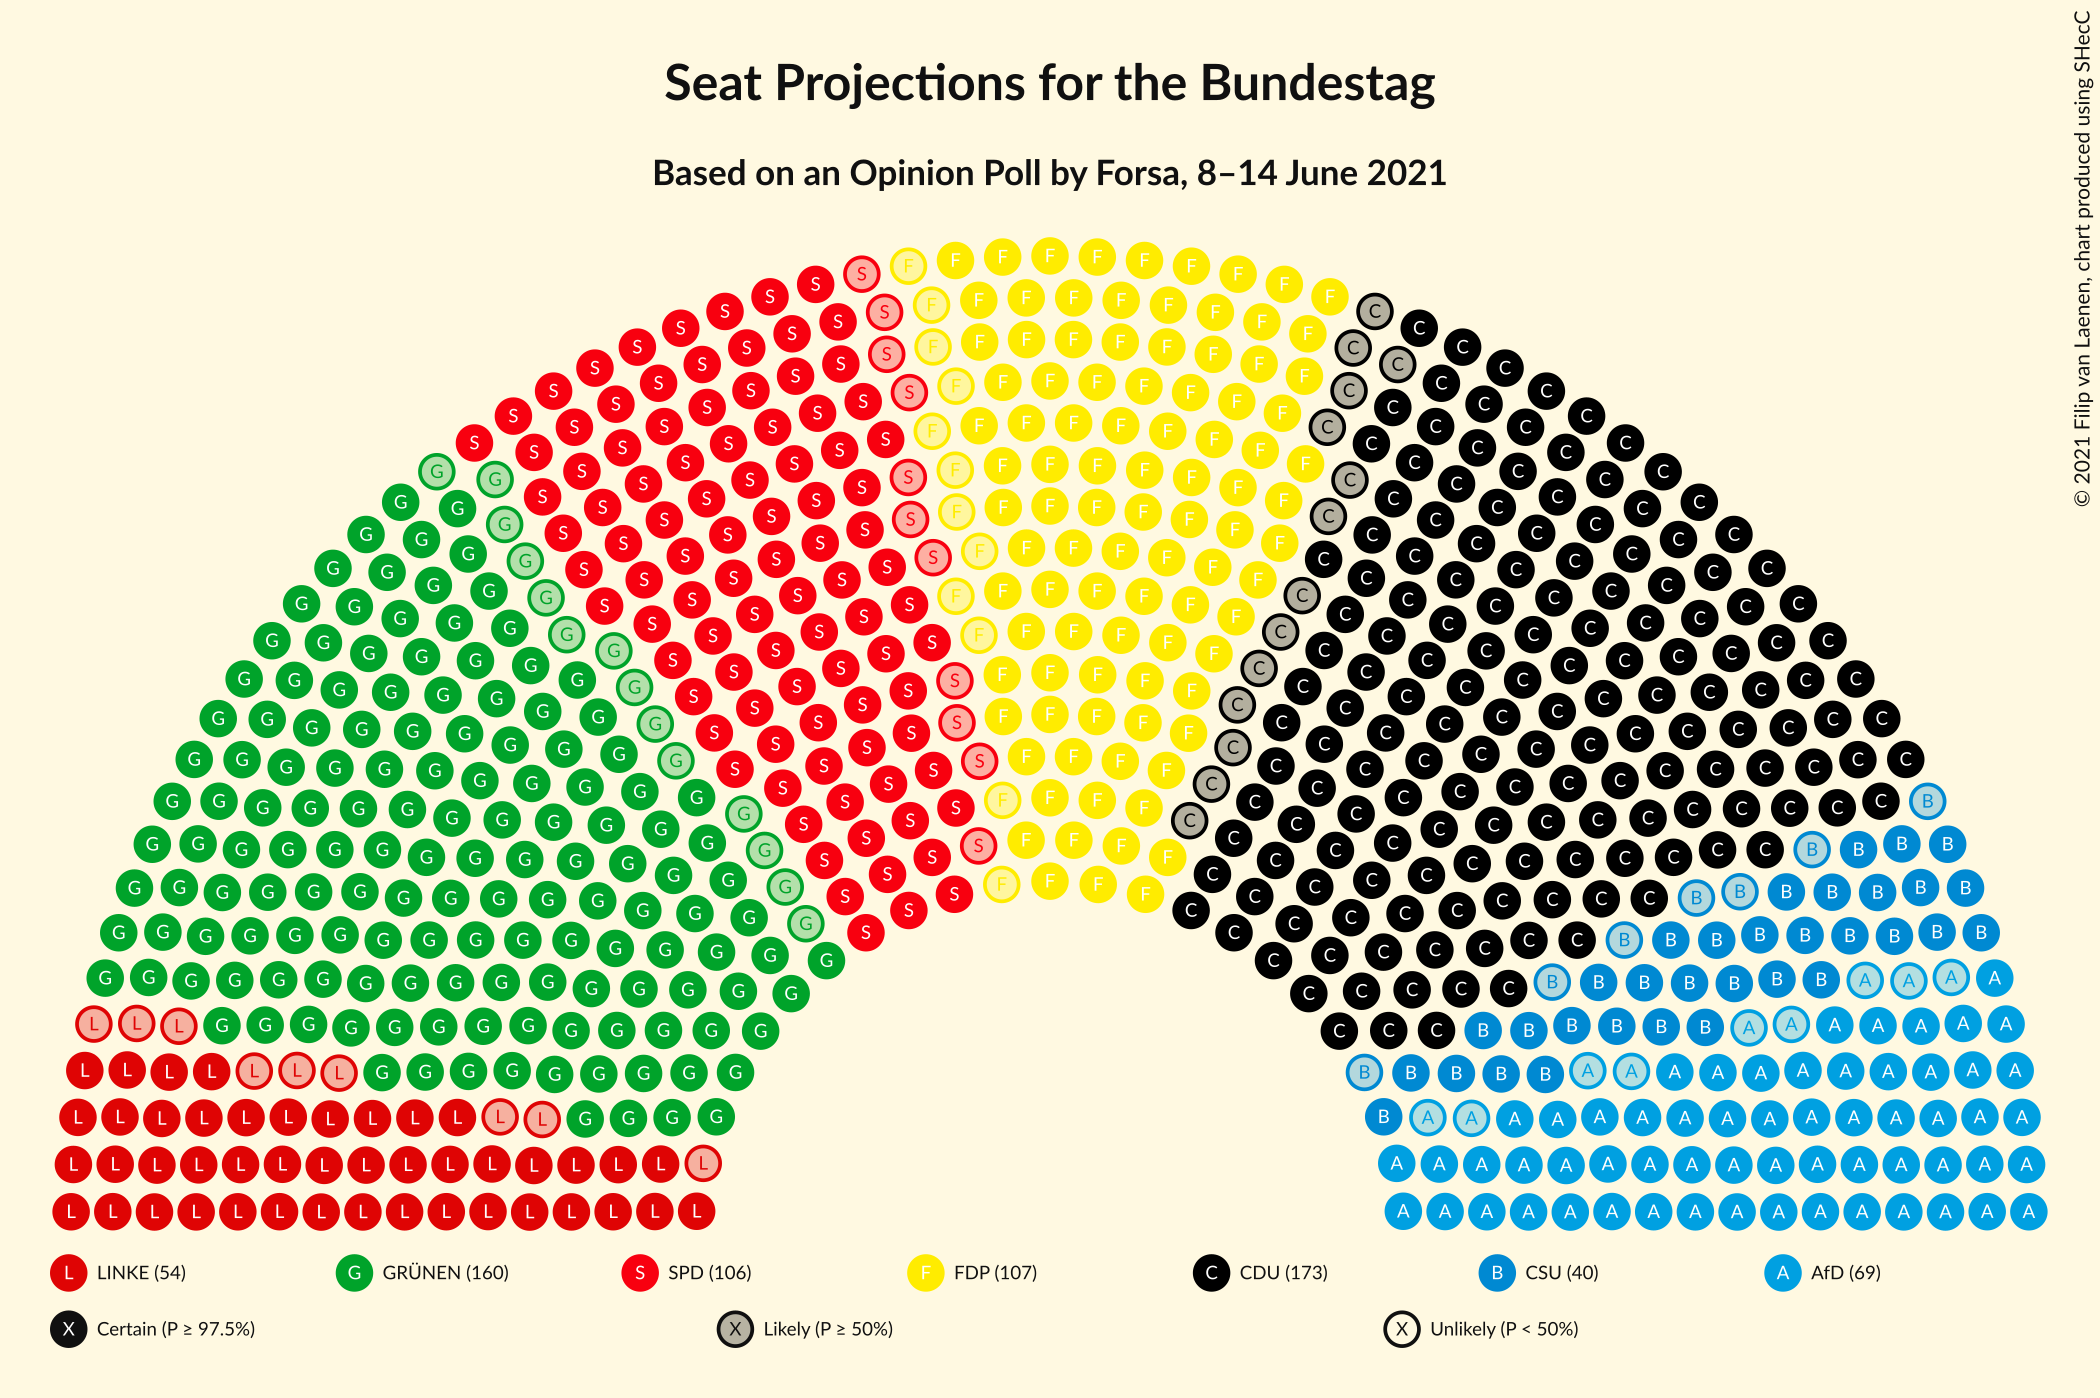 Seat Projections for the Bundestag
Based on an Opinion Poll by Forsa, 8–14 June 2021
© 2021 Filip van Laenen, chart produced using SHecC
L LINKE (54) G GRÜNEN (160) S SPD (106) F FDP (107) C CDU (173) B CSU (40) A AfD (69)
X Certain (P ≥ 97.5%) X Likely (P ≥ 50%) X Unlikely (P < 50%)